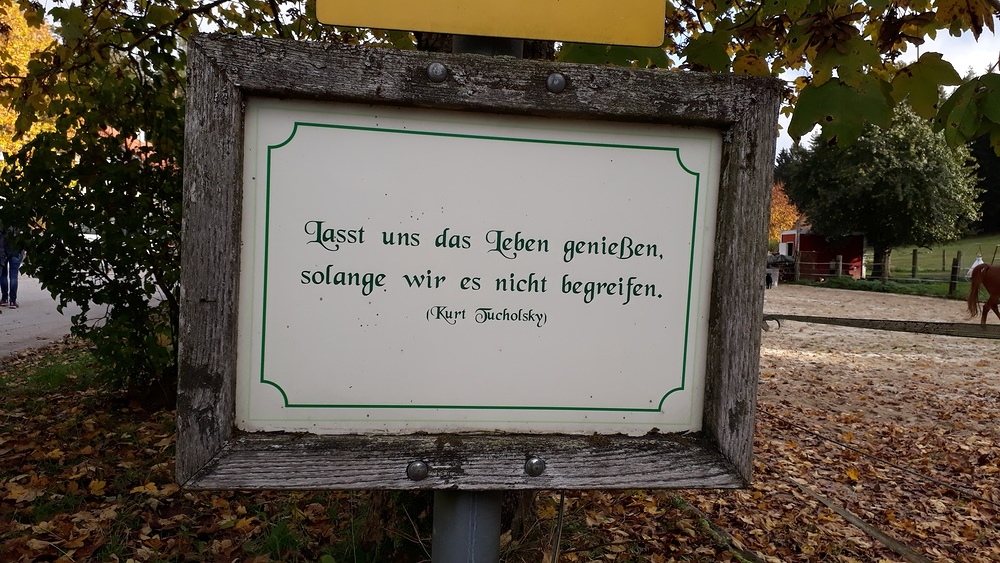 Lasst uns das Leben genießen,
solange wir es nicht begreifen.
(Kurt Tucholsky)